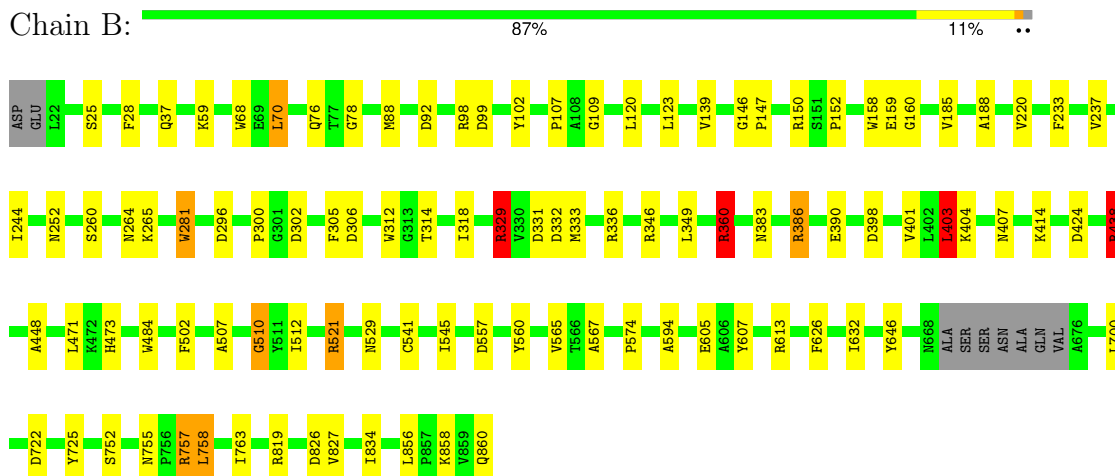 Chain B:
87% 11% ••
ASP GLU L22 S25 F28 Q37 K59 W68 E69 L70 Q76 T77 G78 M88 D92 R98 D99 Y102 P107 A108 G109 L120 L123 V139 G146 P147 R150 S151 P152 W158 E159 G160 V185 A188 V220 F233 V237
I244 N252 S260 N264 K265 W281 D296 P300 G301 D302 F305 D306 W312 G313 T314 I318 R329 V330 D331 D332 M333 R336 R346 L349 R360 N383 R386 E390 D398 V401 L402 L403 K404 N407 K414 D424
A448 L471 K472 H473 W484 F502 A507 G510 Y511 I512 R521 N529 C541 I545 D557 Y560 V565 T566 A567 P574 A594 E605 A606 Y607 R613 F626 I632 Y646 N668 ALA SER SER ASN ALA GLN VAL A676
D722 Y725 S752 N755 P756 R757 L758 I763 R819 D826 V827 I834 L856 P857 K858 V859 Q860